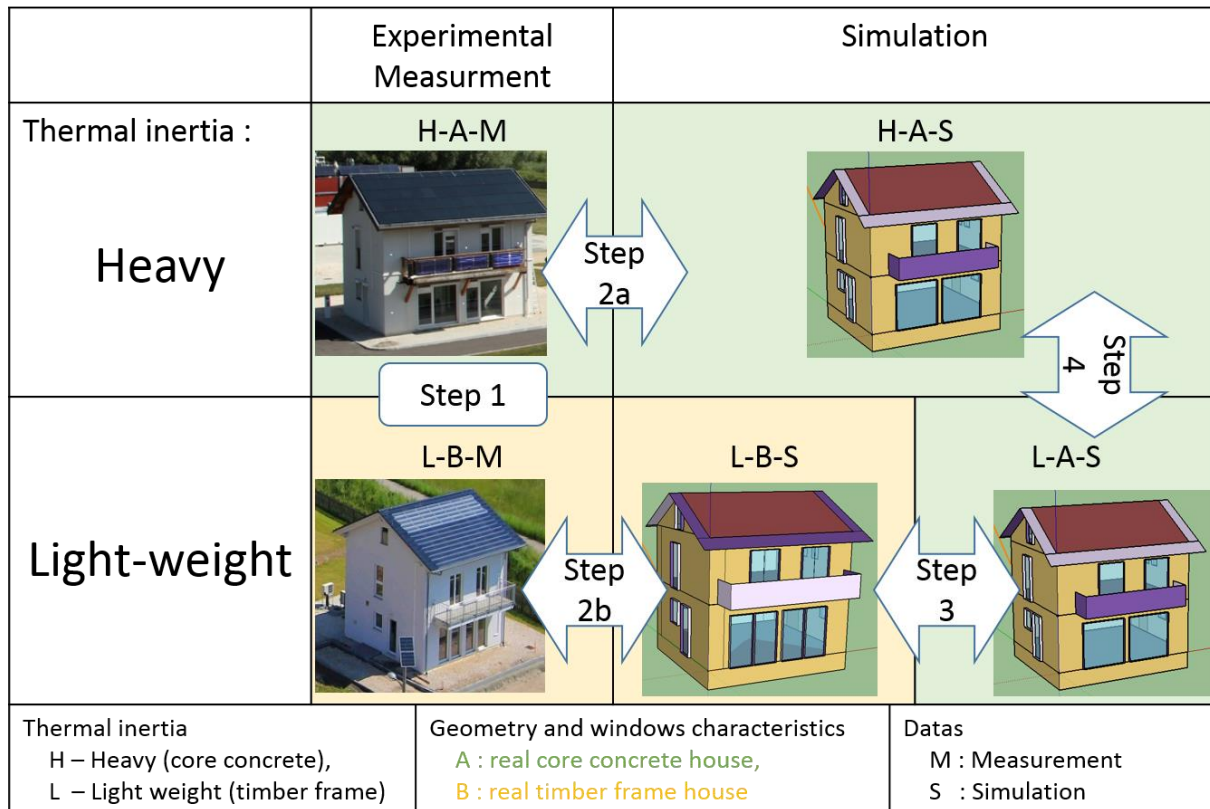 Experimental
Measurment
Simulation
Thermal inertia :
Heavy
H-A-M
H-A-S
Step
2a
Step
4
Step 1
Light-weight
L-B-M
L-B-S
L-A-S
Step
2b
Step
3
Thermal inertia
H – Heavy (core concrete),
L – Light weight (timber frame)
Geometry and windows characteristics
A : real core concrete house,
B : real timber frame house
Datas
M : Measurement
S : Simulation